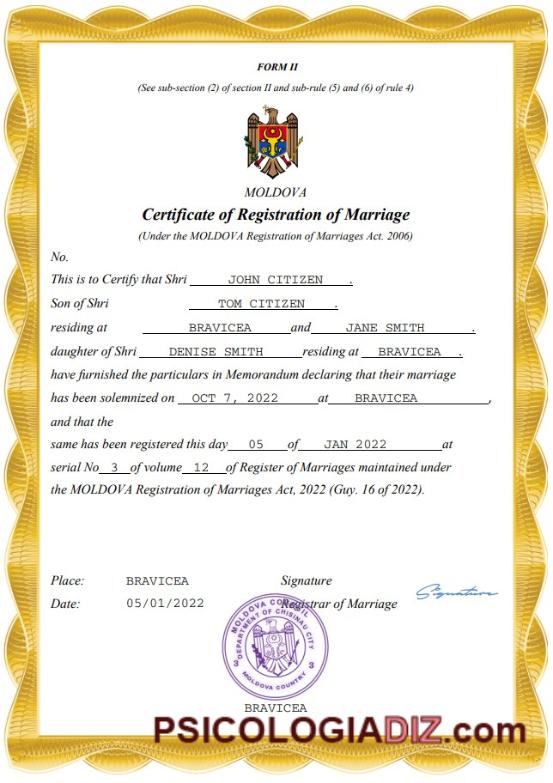 FORM II
(See sub-section (2) of section II and sub-rule (5) and (6) of rule 4)
MOLDOVA
Certificate of Registration of Marriage
(Under the MOLDOVA Registration of Marriages Act. 2006)
No.
This is to Certify that Shri JOHN CITIZEN .
Son of Shri TOM CITIZEN .
residing at BRAVICEA and JANE SMITH .
daughter of Shri DENISE SMITH residing at BRAVICEA .
have furnished the particulars in Memorandum declaring that their marriage
has been solemnized on OCT 7, 2022 at BRAVICEA ,
and that the
same has been registered this day 05 of JAN 2022 at
serial No 3 of volume 12 of Register of Marriages maintained under
the MOLDOVA Registration of Marriages Act, 2022 (Guy. 16 of 2022).
Place: BRAVICEA Signature
Signature
Date: 05/01/2022 Registrar of Marriage
MOLDOVA COUNCIL
DEPARTMENT OF CHISINAU CITY
3 3
MOLDOVA COUNTRY
BRAVICEA
PSICOLOGIADIZ.com